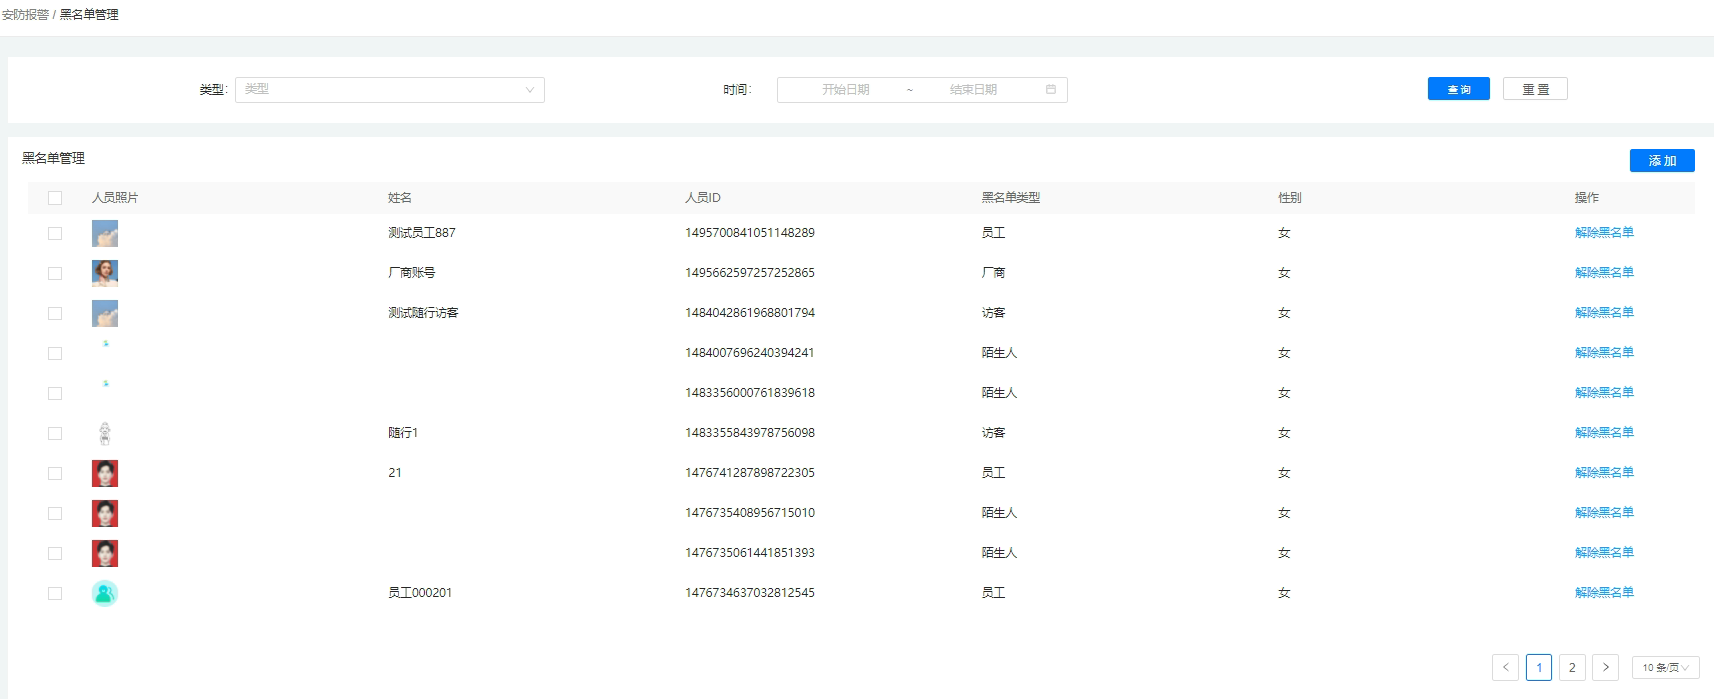 安防报警 / 黑名单管理
类型: 类型 时间: 开始日期 ~ 结束日期 查 询 重 置
黑名单管理 添 加
人员照片 姓名 人员ID 黑名单类型 性别 操作
测试员工887 1495700841051148289 员工 女 解除黑名单
厂商账号 1495662597257252865 厂商 女 解除黑名单
测试随行访客 1484042861968801794 访客 女 解除黑名单
1484007696240394241 陌生人 女 解除黑名单
1483356000761839618 陌生人 女 解除黑名单
随行1 1483355843978756098 访客 女 解除黑名单
21 1476741287898722305 员工 女 解除黑名单
1476735408956715010 陌生人 女 解除黑名单
1476735061441851393 陌生人 女 解除黑名单
员工000201 1476734637032812545 员工 女 解除黑名单
< 1 2 > 10 条/页